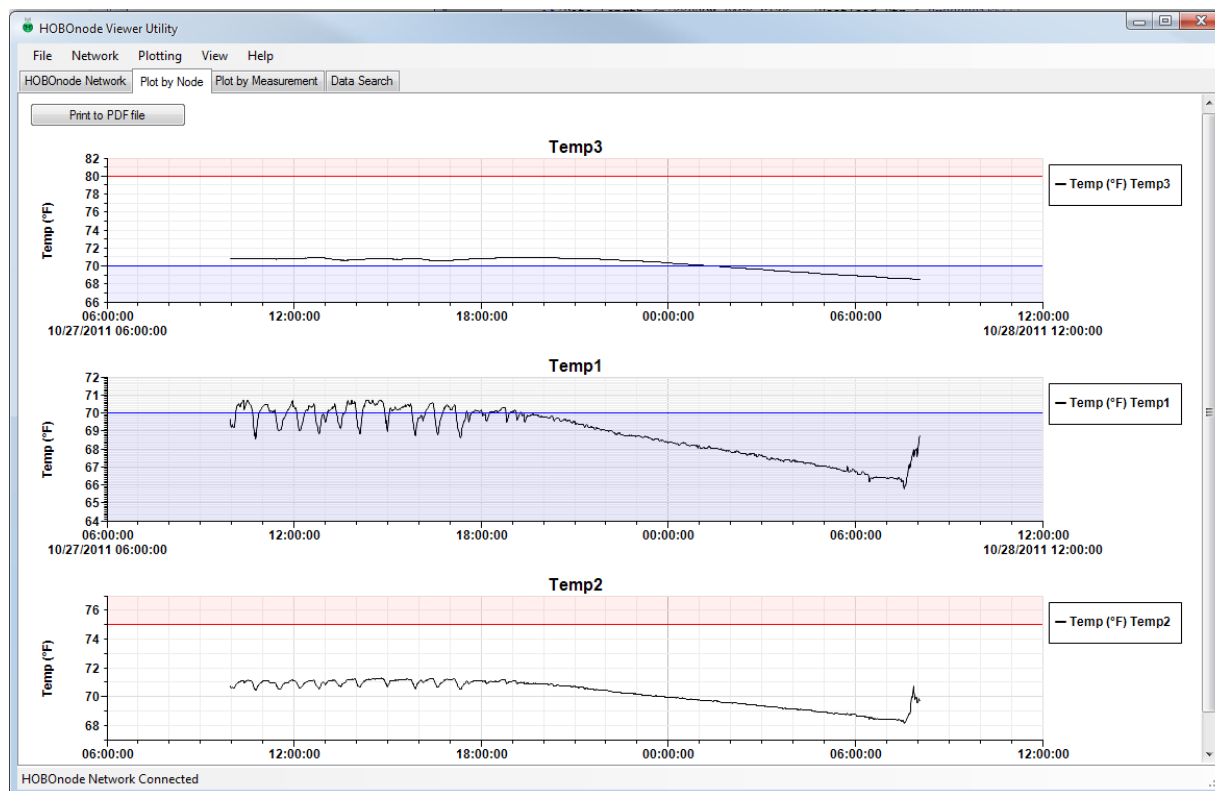 HOBOnode Viewer Utility
File Network Plotting View Help
HOBOnode Network Plot by Node Plot by Measurement Data Search
Print to PDF file
Temp3
82
80
78
76
74
72
70
68
66
Temp (°F)
Temp (°F) Temp3
06:00:00 12:00:00 18:00:00 00:00:00 06:00:00 12:00:00
10/27/2011 06:00:00 10/28/2011 12:00:00
Temp1
72
71
70
69
68
67
66
65
64
Temp (°F)
Temp (°F) Temp1
06:00:00 12:00:00 18:00:00 00:00:00 06:00:00 12:00:00
10/27/2011 06:00:00 10/28/2011 12:00:00
Temp2
76
74
72
70
68
Temp (°F)
Temp (°F) Temp2
06:00:00 12:00:00 18:00:00 00:00:00 06:00:00 12:00:00
HOBOnode Network Connected